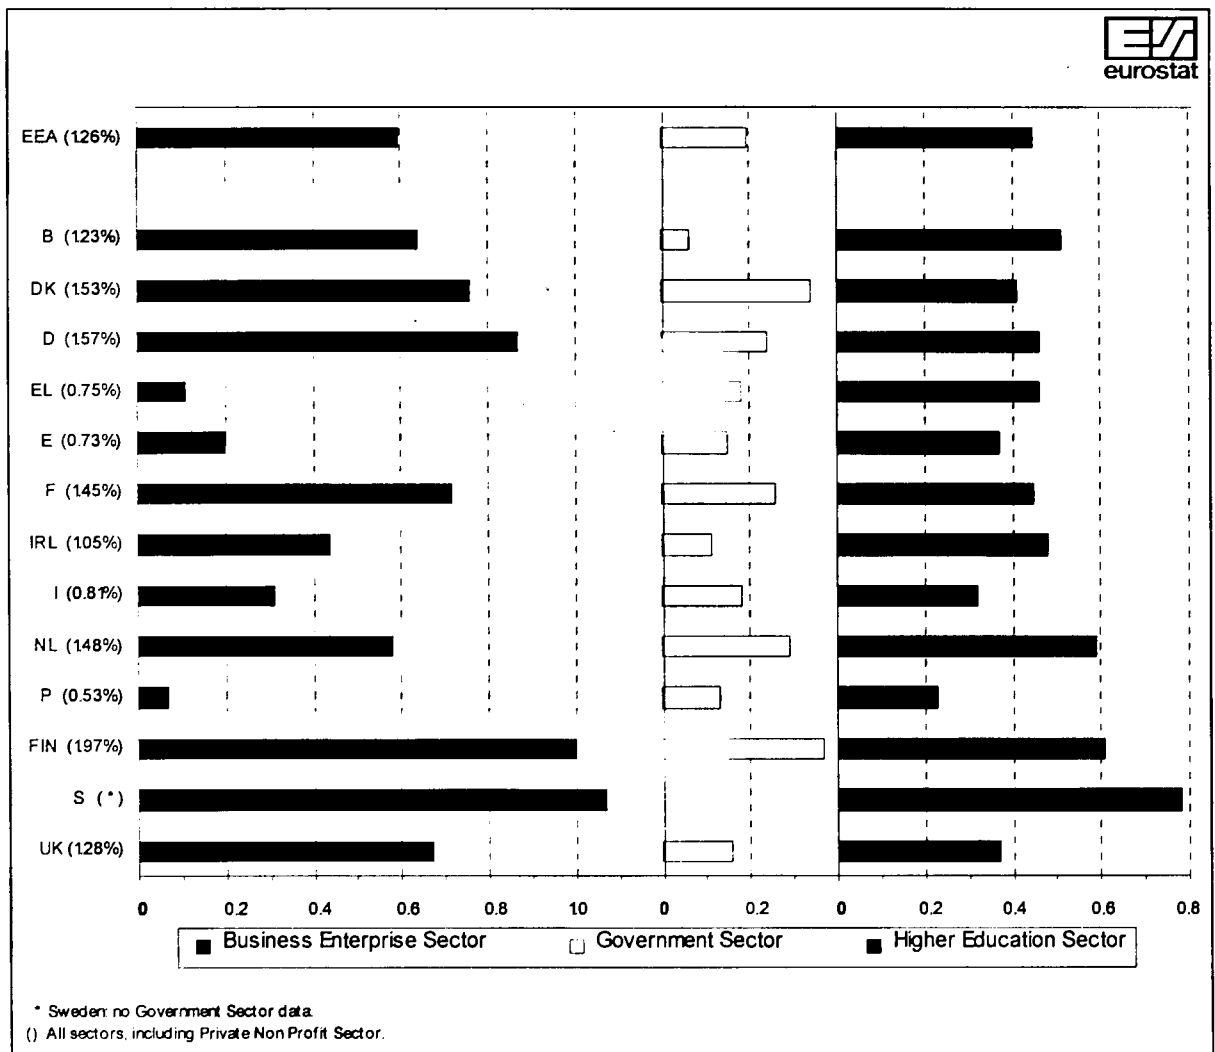 eurostat
EEA (1.26%)
B (1.23%)
DK (1.53%)
D (1.57%)
EL (0.75%)
E (0.73%)
F (1.45%)
IRL (1.05%)
I (0.81%)
NL (1.48%)
P (0.53%)
FIN (1.97%)
S (*)
UK (1.28%)
0 0.2 0.4 0.6 0.8 1.0 0 0.2 0 0.2 0.4 0.6 0.8
Business Enterprise Sector Government Sector Higher Education Sector
* Sweden: no Government Sector data.
() All sectors, including Private Non Profit Sector.